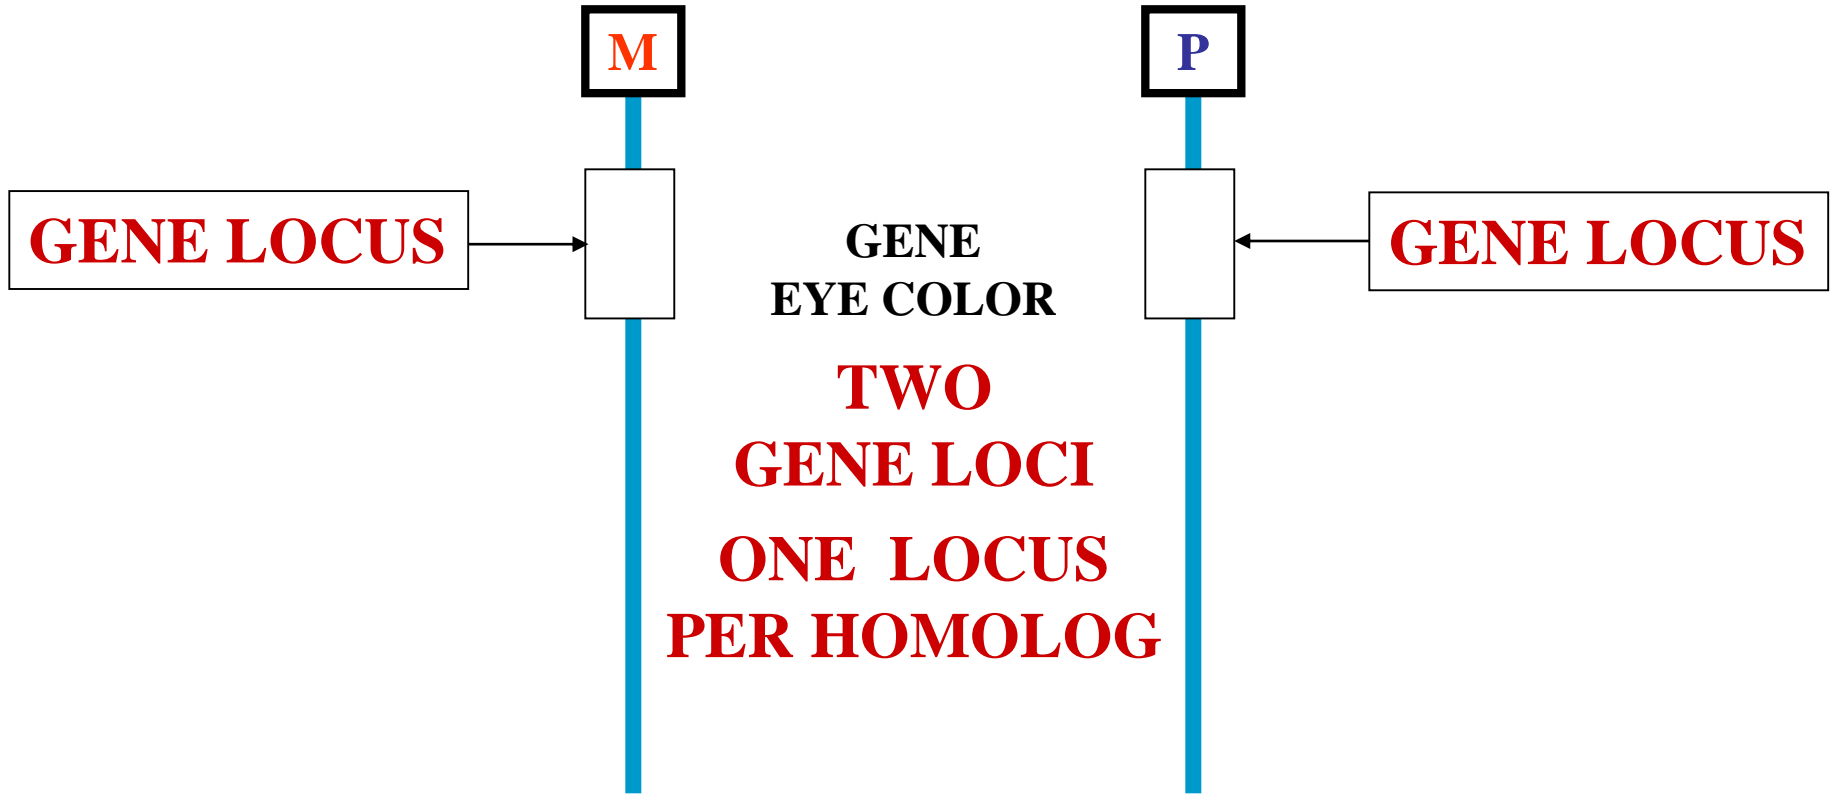 M
P
GENE LOCUS
GENE
EYE COLOR
GENE LOCUS
TWO
GENE LOCI
ONE LOCUS
PER HOMOLOG